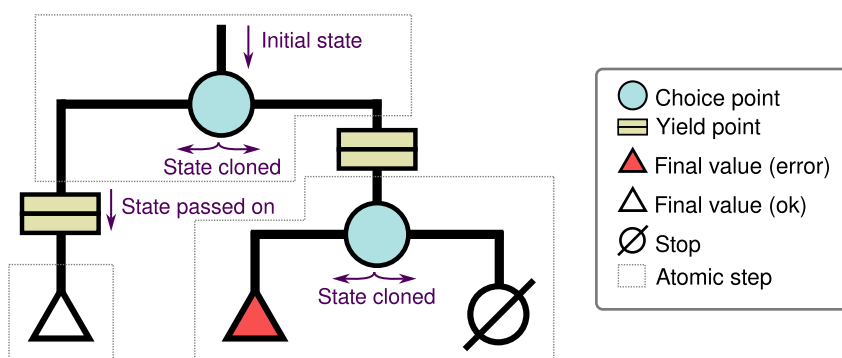 Initial state
State cloned
State passed on
State cloned
Choice point
Yield point
Final value (error)
Final value (ok)
Stop
Atomic step